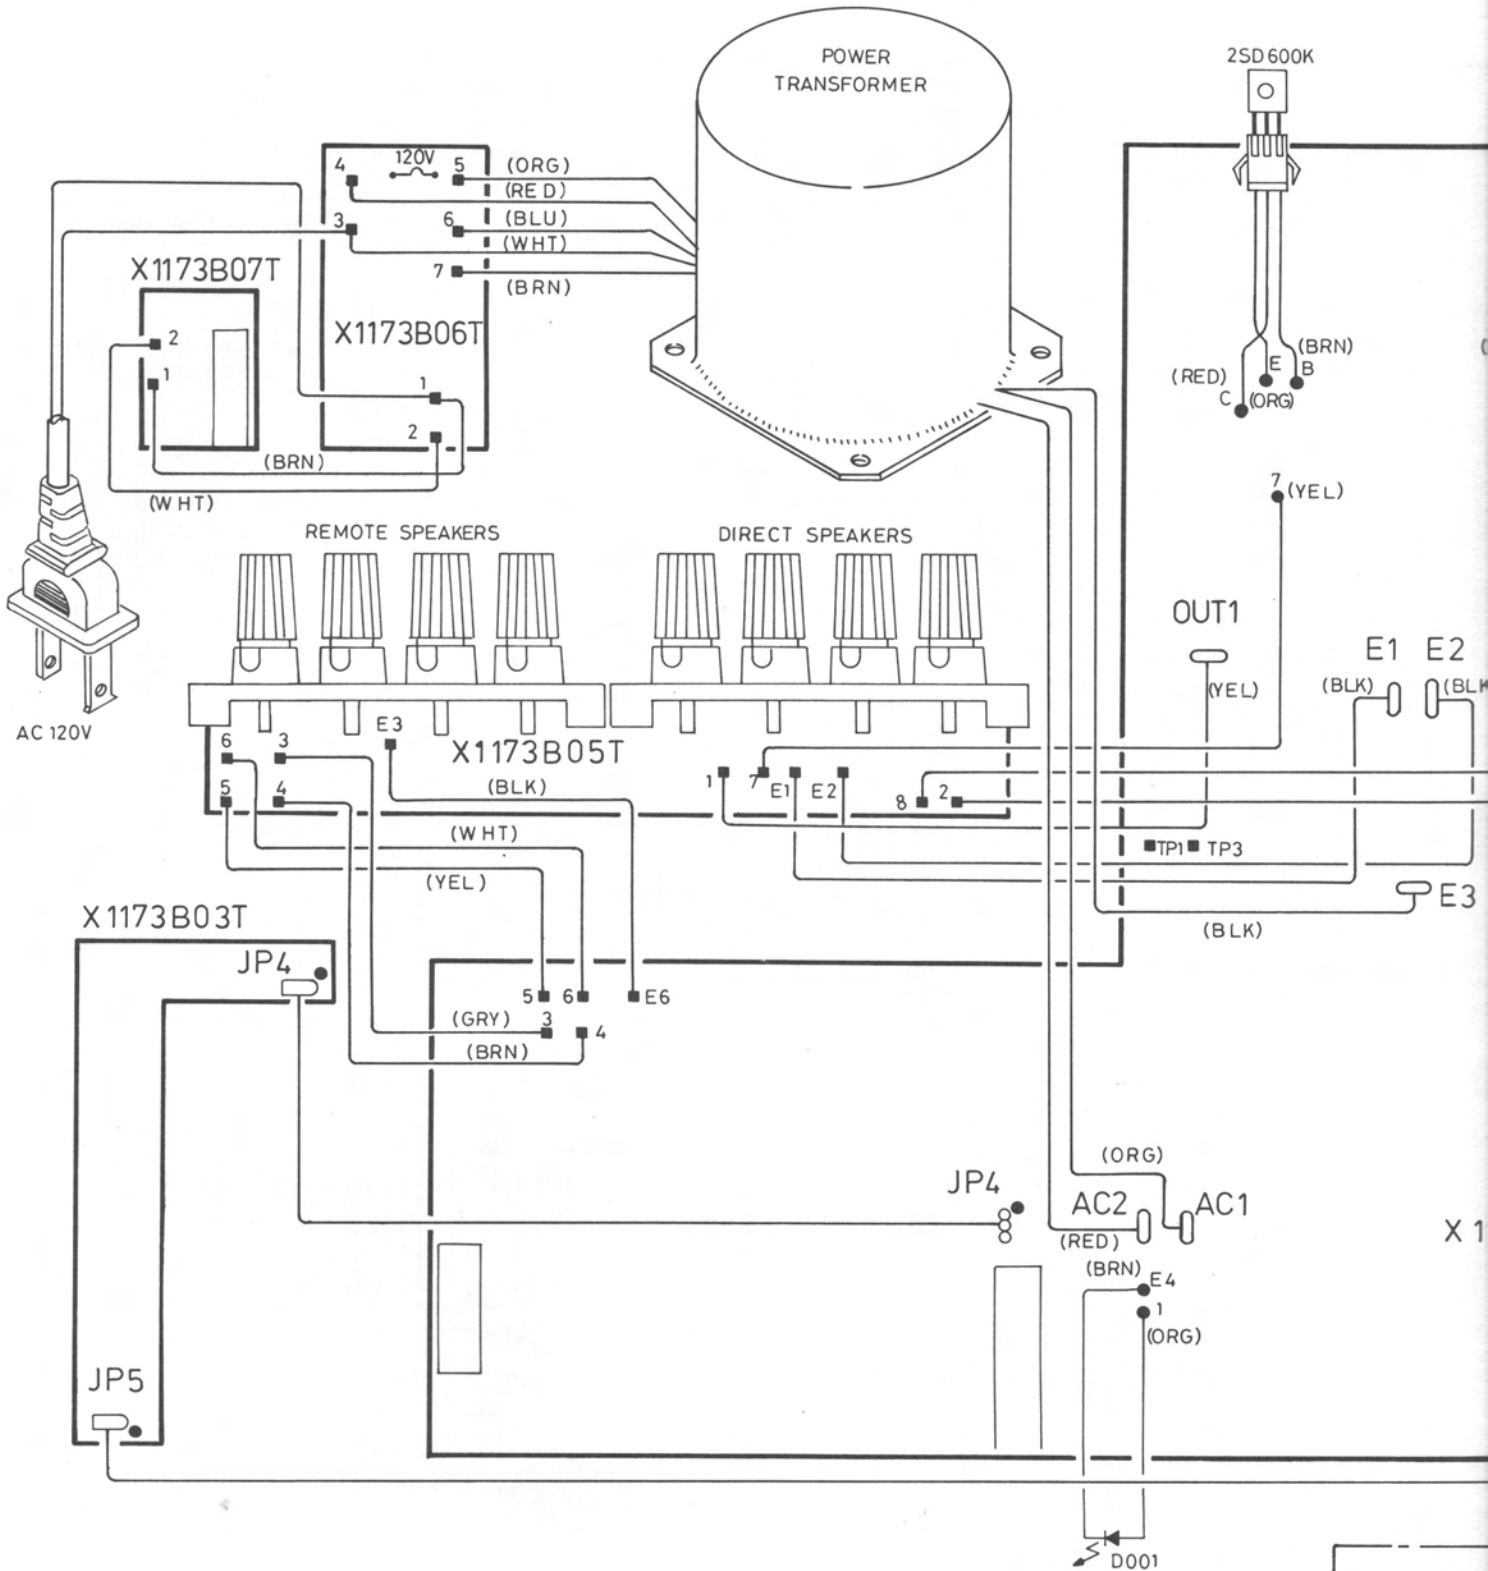 POWER
TRANSFORMER
2SD600K
4
120V
5
(ORG)
(RED)
3
6
(BLU)
(WHT)
7
(BRN)
X1173B07T
X1173B06T
2
1
1
2
(BRN)
(WHT)
(RED)
E
(BRN)
B
C
(ORG)
7
(YEL)
REMOTE SPEAKERS
DIRECT SPEAKERS
AC 120V
OUT1
(YEL)
E1
E2
(BLK)
(BLK
6
3
E3
X1173B05T
(BLK)
5
4
1
7
E1
E2
8
2
(WHT)
(YEL)
TP1
TP3
E3
(BLK)
X1173B03T
JP4
5
6
E6
(GRY)
3
4
(BRN)
(ORG)
JP4
AC2
AC1
(RED)
X 1
(BRN)
E4
1
(ORG)
JP5
D001